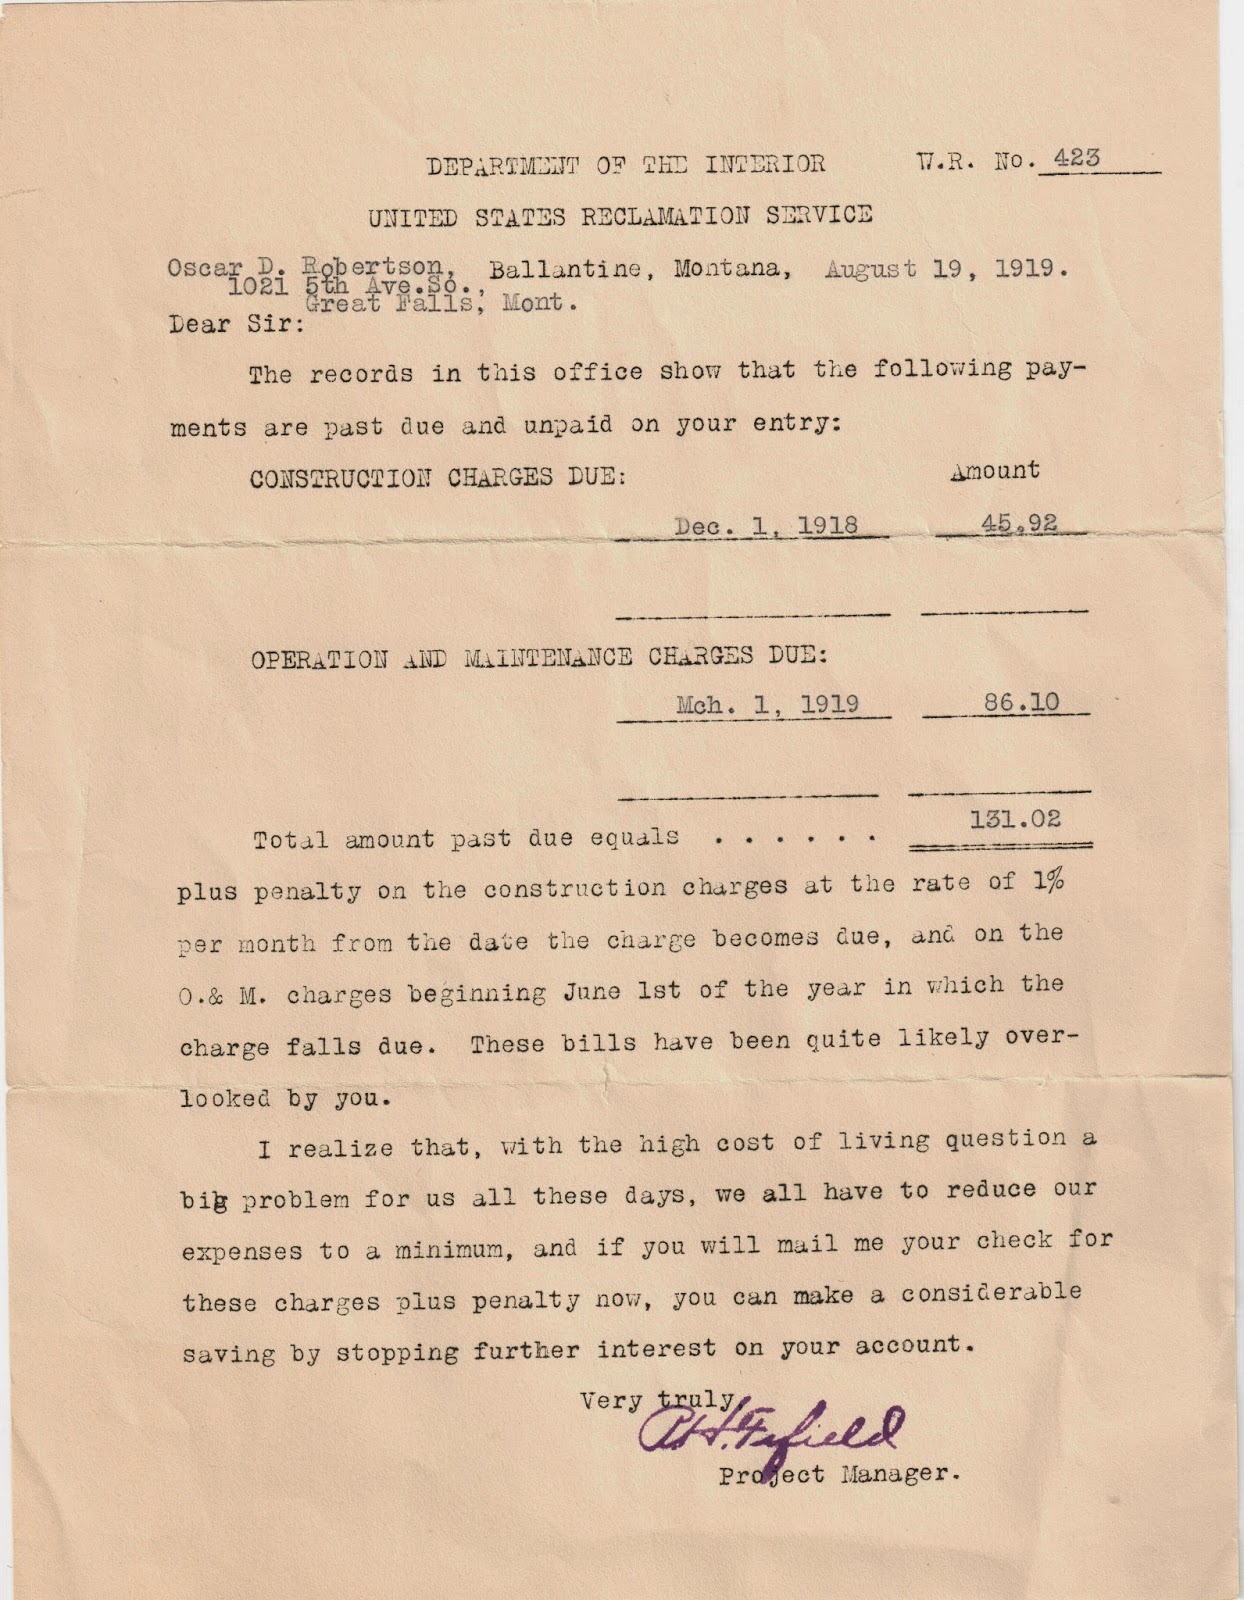 DEPARTMENT OF THE INTERIOR W.R. No. 423
UNITED STATES RECLAMATION SERVICE
Oscar D. Robertson, Ballantine, Montana, August 19, 1919.
1021 5th Ave.So.,
Great Falls, Mont.
Dear Sir:
The records in this office show that the following pay-
ments are past due and unpaid on your entry:
CONSTRUCTION CHARGES DUE: Amount
Dec. 1, 1918 45.92
OPERATION AND MAINTENANCE CHARGES DUE:
Mch. 1, 1919 86.10
Total amount past due equals . . . . . . 131.02
plus penalty on the construction charges at the rate of 1%
per month from the date the charge becomes due, and on the
O.& M. charges beginning June 1st of the year in which the
charge falls due. These bills have been quite likely over-
looked by you.
I realize that, with the high cost of living question a
big problem for us all these days, we all have to reduce our
expenses to a minimum, and if you will mail me your check for
these charges plus penalty now, you can make a considerable
saving by stopping further interest on your account.
Very truly,
Fifield
Project Manager.